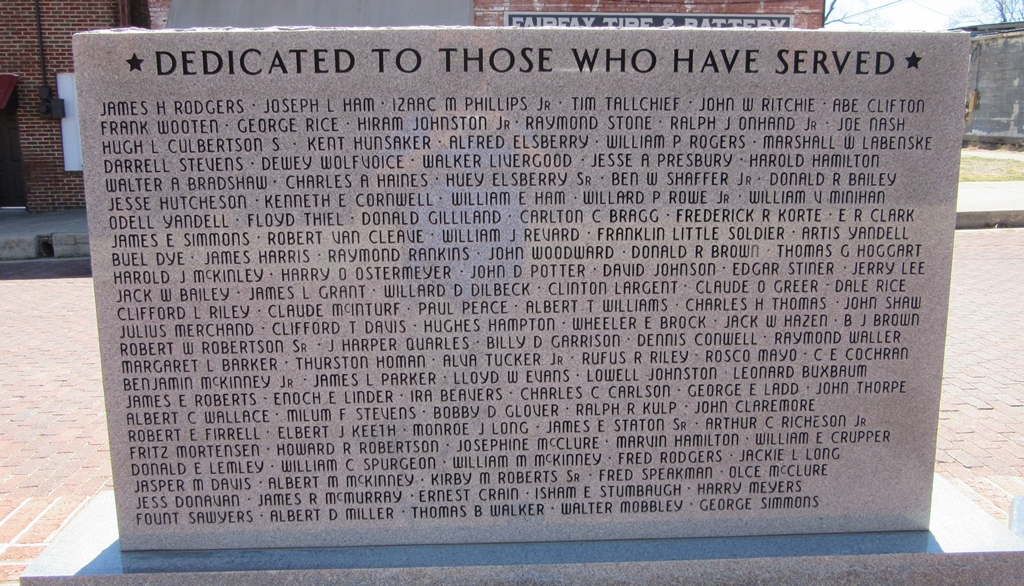 FAIRFAX TIRE & BATTERY
★ DEDICATED TO THOSE WHO HAVE SERVED ★
JAMES H RODGERS · JOSEPH L HAM · IZAAC M PHILLIPS JR · TIM TALLCHIEF · JOHN W RITCHIE · ABE CLIFTON
FRANK WOOTEN · GEORGE RICE · HIRAM JOHNSTON JR · RAYMOND STONE · RALPH J ONHAND JR · JOE NASH
HUGH L CULBERTSON S · KENT HUNSAKER · ALFRED ELSBERRY · WILLIAM P ROGERS · MARSHALL W LABENSKE
DARRELL STEVENS · DEWEY WOLFVOICE · WALKER LIVERGOOD · JESSE A PRESBURY · HAROLD HAMILTON
WALTER A BRADSHAW · CHARLES A HAINES · HUEY ELSBERRY SR · BEN W SHAFFER JR · DONALD R BAILEY
JESSE HUTCHESON · KENNETH E CORNWELL · WILLIAM E HAM · WILLARD P ROWE JR · WILLIAM V MINIHAN
ODELL YANDELL · FLOYD THIEL · DONALD GILLILAND · CARLTON C BRAGG · FREDERICK R KORTE · E R CLARK
JAMES E SIMMONS · ROBERT VAN CLEAVE · WILLIAM J REVARD · FRANKLIN LITTLE SOLDIER · ARTIS YANDELL
BUEL DYE · JAMES HARRIS · RAYMOND RANKINS · JOHN WOODWARD · DONALD R BROWN · THOMAS G HOGGART
HAROLD J MCKINLEY · HARRY O OSTERMEYER · JOHN D POTTER · DAVID JOHNSON · EDGAR STINER · JERRY LEE
JACK W BAILEY · JAMES L GRANT · WILLARD D DILBECK · CLINTON LARGENT · CLAUDE O GREER · DALE RICE
CLIFFORD L RILEY · CLAUDE MCINTURF · PAUL PEACE · ALBERT T WILLIAMS · CHARLES H THOMAS · JOHN SHAW
JULIUS MERCHAND · CLIFFORD T DAVIS · HUGHES HAMPTON · WHEELER E BROCK · JACK W HAZEN · B J BROWN
ROBERT W ROBERTSON SR · J HARPER QUARLES · BILLY D GARRISON · DENNIS CONWELL · RAYMOND WALLER
MARGARET L BARKER · THURSTON HOMAN · ALVA TUCKER JR · RUFUS R RILEY · ROSCO MAYO · C E COCHRAN
BENJAMIN MCKINNEY JR · JAMES L PARKER · LLOYD W EVANS · LOWELL JOHNSTON · LEONARD BUXBAUM
JAMES E ROBERTS · ENOCH E LINDER · IRA BEAVERS · CHARLES C CARLSON · GEORGE E LADD · JOHN THORPE
ALBERT C WALLACE · MILUM F STEVENS · BOBBY D GLOVER · RALPH R KULP · JOHN CLAREMORE
ROBERT E FIRRELL · ELBERT J KEETH · MONROE J LONG · JAMES E STATON SR · ARTHUR C RICHESON JR
FRITZ MORTENSEN · HOWARD R ROBERTSON · JOSEPHINE MCCLURE · MARVIN HAMILTON · WILLIAM E CRUPPER
DONALD E LEMLEY · WILLIAM C SPURGEON · WILLIAM M MCKINNEY · FRED RODGERS · JACKIE L LONG
JASPER M DAVIS · ALBERT M MCKINNEY · KIRBY M ROBERTS SR · FRED SPEAKMAN · OLCE MCCLURE
JESS DONAVAN · JAMES R MCMURRAY · ERNEST CRAIN · ISHAM E STUMBAUGH · HARRY MEYERS
FOUNT SAWYERS · ALBERT D MILLER · THOMAS B WALKER · WALTER MOBBLEY · GEORGE SIMMONS